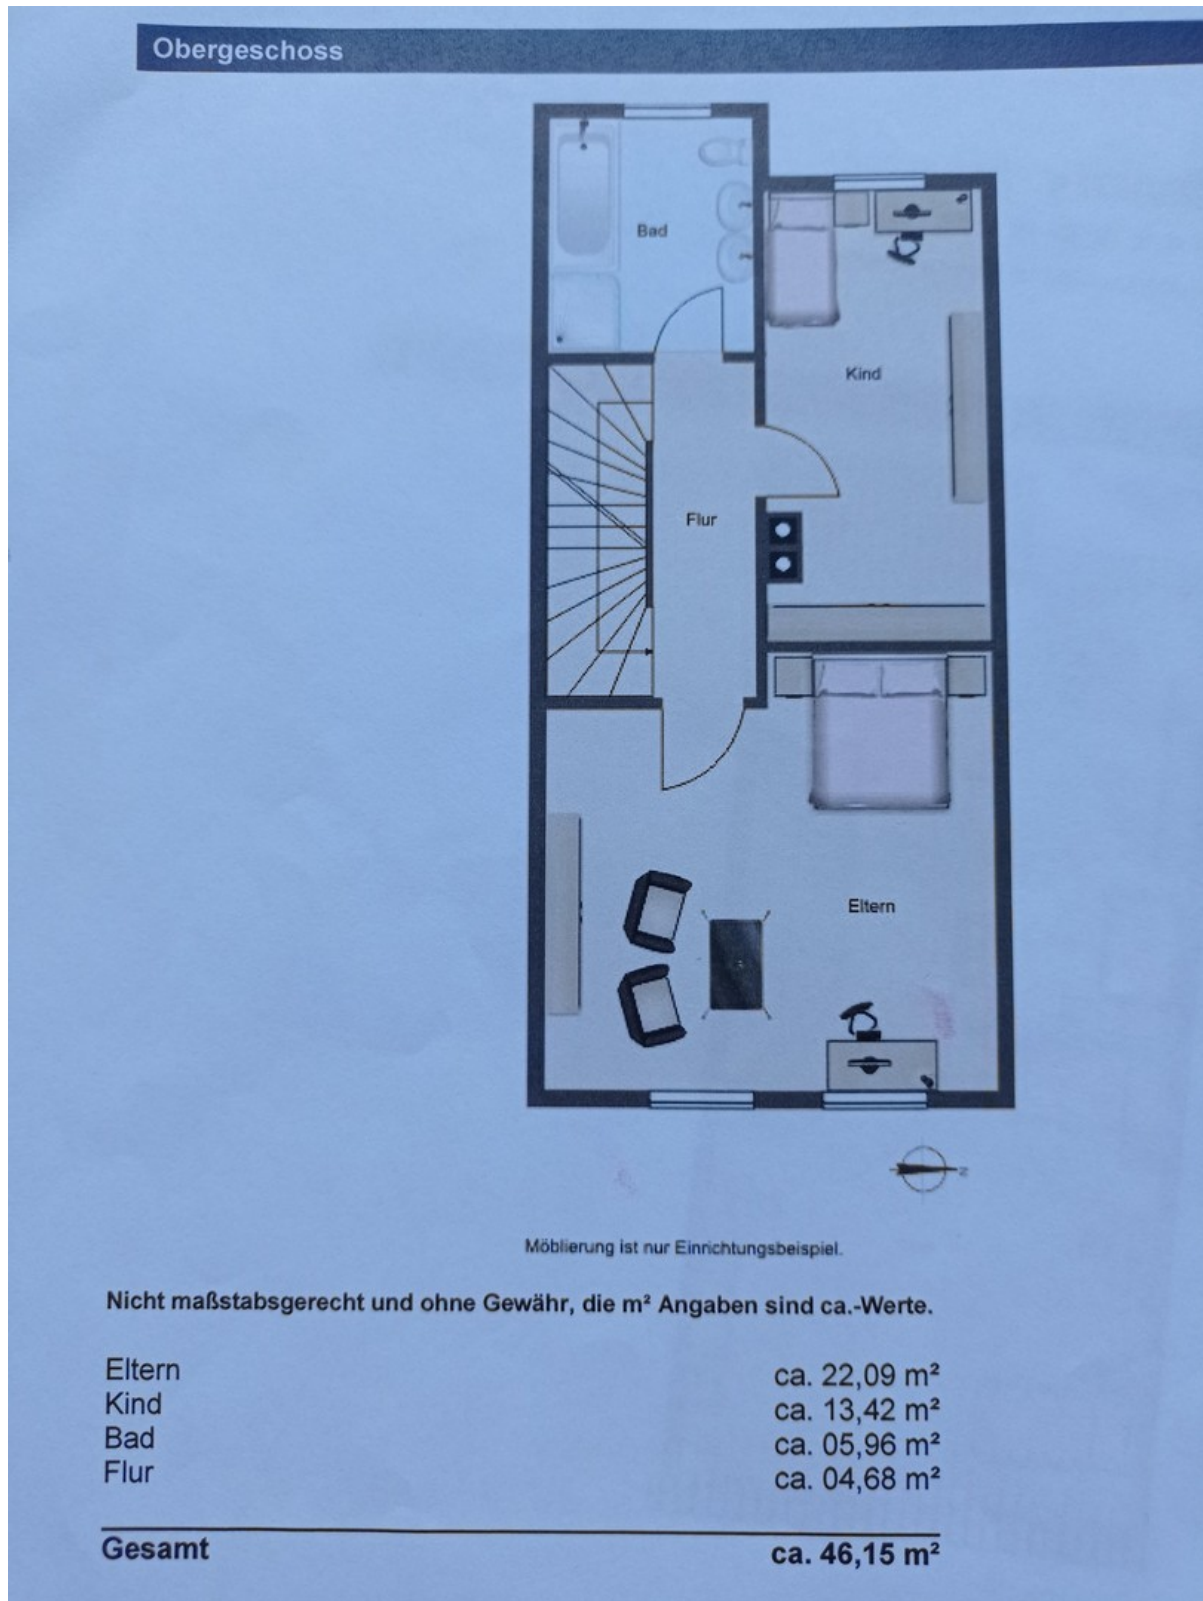 Obergeschoss
Bad
Kind
Flur
Eltern
N
Möblierung ist nur Einrichtungsbeispiel.
Nicht maßstabsgerecht und ohne Gewähr, die m² Angaben sind ca.-Werte.
Eltern ca. 22,09 m²
Kind ca. 13,42 m²
Bad ca. 05,96 m²
Flur ca. 04,68 m²
Gesamt ca. 46,15 m²